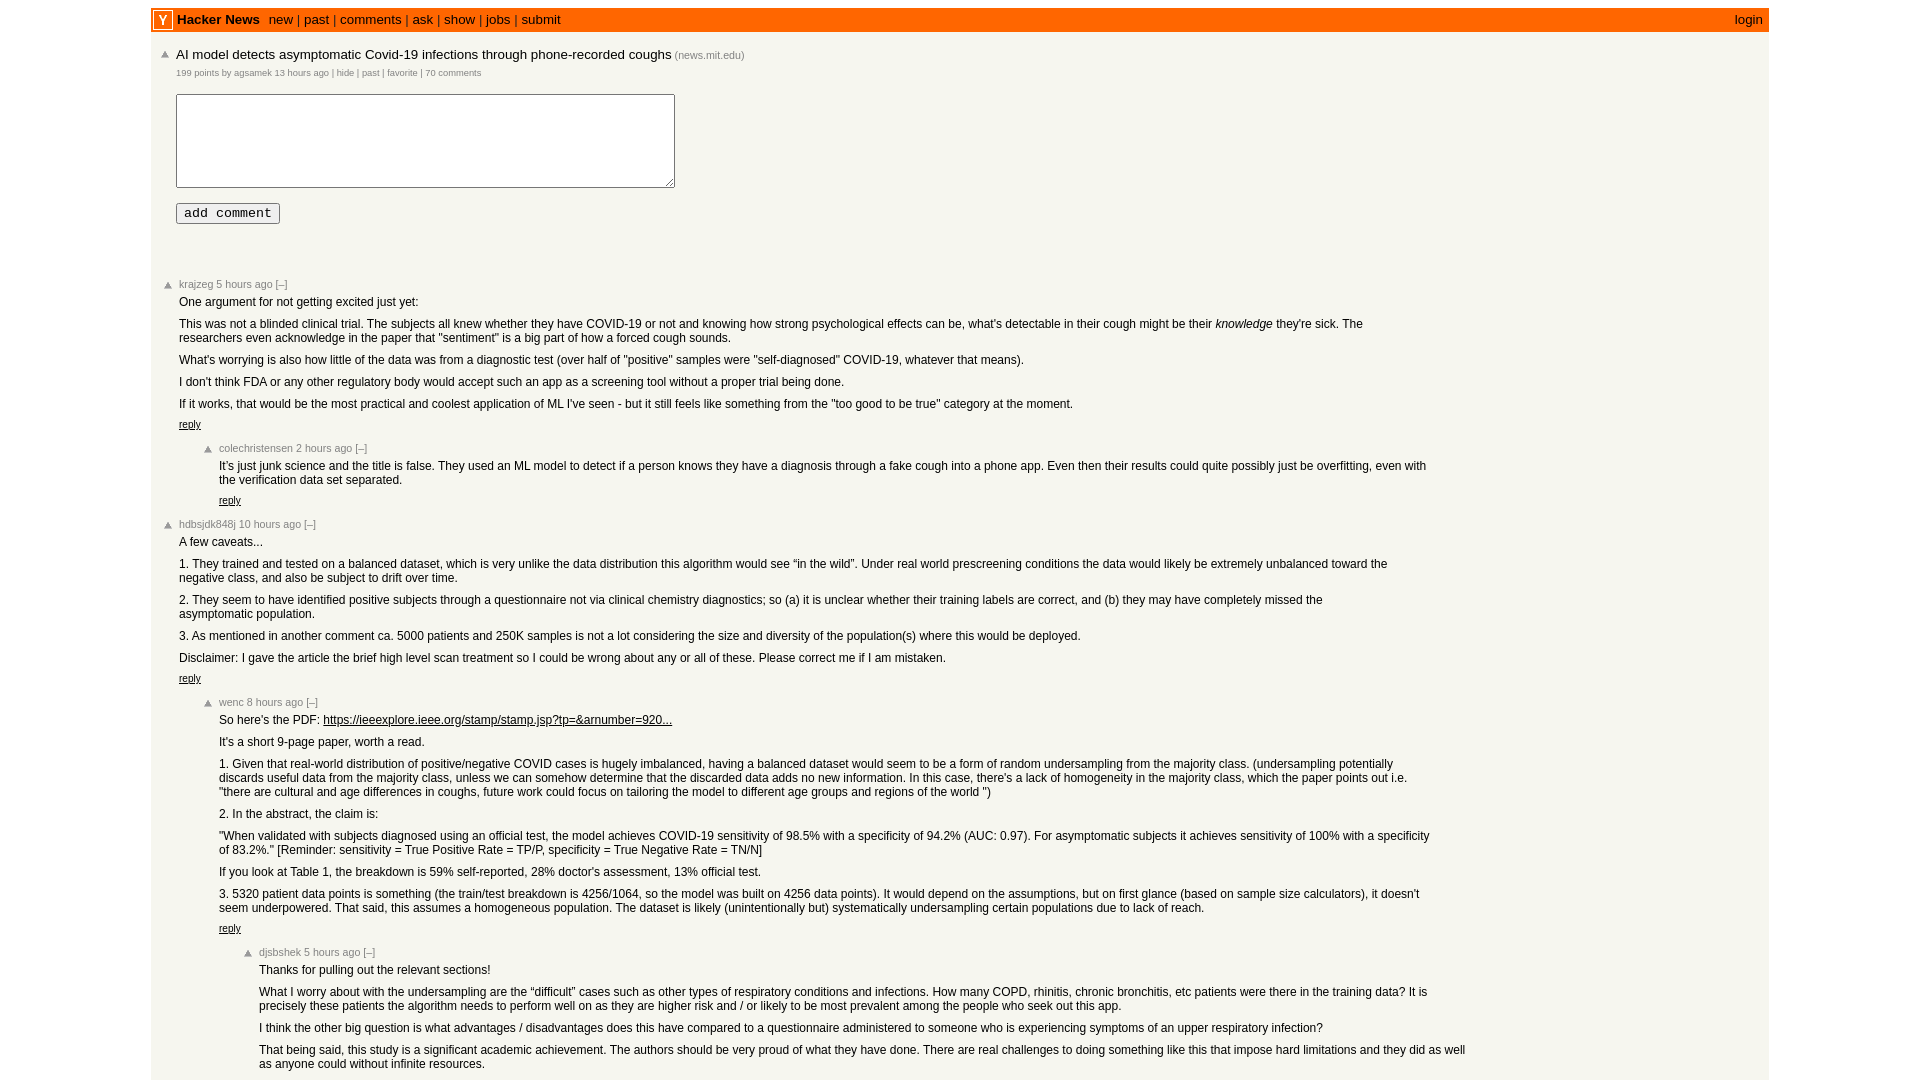 Y Hacker News new | past | comments | ask | show | jobs | submit login
AI model detects asymptomatic Covid-19 infections through phone-recorded coughs (news.mit.edu)
199 points by agsamek 13 hours ago | hide | past | favorite | 70 comments
add comment
krajzeg 5 hours ago [–]
One argument for not getting excited just yet:
This was not a blinded clinical trial. The subjects all knew whether they have COVID-19 or not and knowing how strong psychological effects can be, what's detectable in their cough might be their knowledge they're sick. The
researchers even acknowledge in the paper that "sentiment" is a big part of how a forced cough sounds.
What's worrying is also how little of the data was from a diagnostic test (over half of "positive" samples were "self-diagnosed" COVID-19, whatever that means).
I don't think FDA or any other regulatory body would accept such an app as a screening tool without a proper trial being done.
If it works, that would be the most practical and coolest application of ML I've seen - but it still feels like something from the "too good to be true" category at the moment.
reply
colechristensen 2 hours ago [–]
It's just junk science and the title is false. They used an ML model to detect if a person knows they have a diagnosis through a fake cough into a phone app. Even then their results could quite possibly just be overfitting, even with
the verification data set separated.
reply
hdbsjdk848j 10 hours ago [–]
A few caveats...
1. They trained and tested on a balanced dataset, which is very unlike the data distribution this algorithm would see “in the wild”. Under real world prescreening conditions the data would likely be extremely unbalanced toward the
negative class, and also be subject to drift over time.
2. They seem to have identified positive subjects through a questionnaire not via clinical chemistry diagnostics; so (a) it is unclear whether their training labels are correct, and (b) they may have completely missed the
asymptomatic population.
3. As mentioned in another comment ca. 5000 patients and 250K samples is not a lot considering the size and diversity of the population(s) where this would be deployed.
Disclaimer: I gave the article the brief high level scan treatment so I could be wrong about any or all of these. Please correct me if I am mistaken.
reply
wenc 8 hours ago [–]
So here's the PDF: https://ieeexplore.ieee.org/stamp/stamp.jsp?tp=&arnumber=920...
It's a short 9-page paper, worth a read.
1. Given that real-world distribution of positive/negative COVID cases is hugely imbalanced, having a balanced dataset would seem to be a form of random undersampling from the majority class. (undersampling potentially
discards useful data from the majority class, unless we can somehow determine that the discarded data adds no new information. In this case, there's a lack of homogeneity in the majority class, which the paper points out i.e.
"there are cultural and age differences in coughs, future work could focus on tailoring the model to different age groups and regions of the world ")
2. In the abstract, the claim is:
"When validated with subjects diagnosed using an official test, the model achieves COVID-19 sensitivity of 98.5% with a specificity of 94.2% (AUC: 0.97). For asymptomatic subjects it achieves sensitivity of 100% with a specificity
of 83.2%." [Reminder: sensitivity = True Positive Rate = TP/P, specificity = True Negative Rate = TN/N]
If you look at Table 1, the breakdown is 59% self-reported, 28% doctor's assessment, 13% official test.
3. 5320 patient data points is something (the train/test breakdown is 4256/1064, so the model was built on 4256 data points). It would depend on the assumptions, but on first glance (based on sample size calculators), it doesn't
seem underpowered. That said, this assumes a homogeneous population. The dataset is likely (unintentionally but) systematically undersampling certain populations due to lack of reach.
reply
djsbshek 5 hours ago [–]
Thanks for pulling out the relevant sections!
What I worry about with the undersampling are the “difficult” cases such as other types of respiratory conditions and infections. How many COPD, rhinitis, chronic bronchitis, etc patients were there in the training data? It is
precisely these patients the algorithm needs to perform well on as they are higher risk and / or likely to be most prevalent among the people who seek out this app.
I think the other big question is what advantages / disadvantages does this have compared to a questionnaire administered to someone who is experiencing symptoms of an upper respiratory infection?
That being said, this study is a significant academic achievement. The authors should be very proud of what they have done. There are real challenges to doing something like this that impose hard limitations and they did as well
as anyone could without infinite resources.